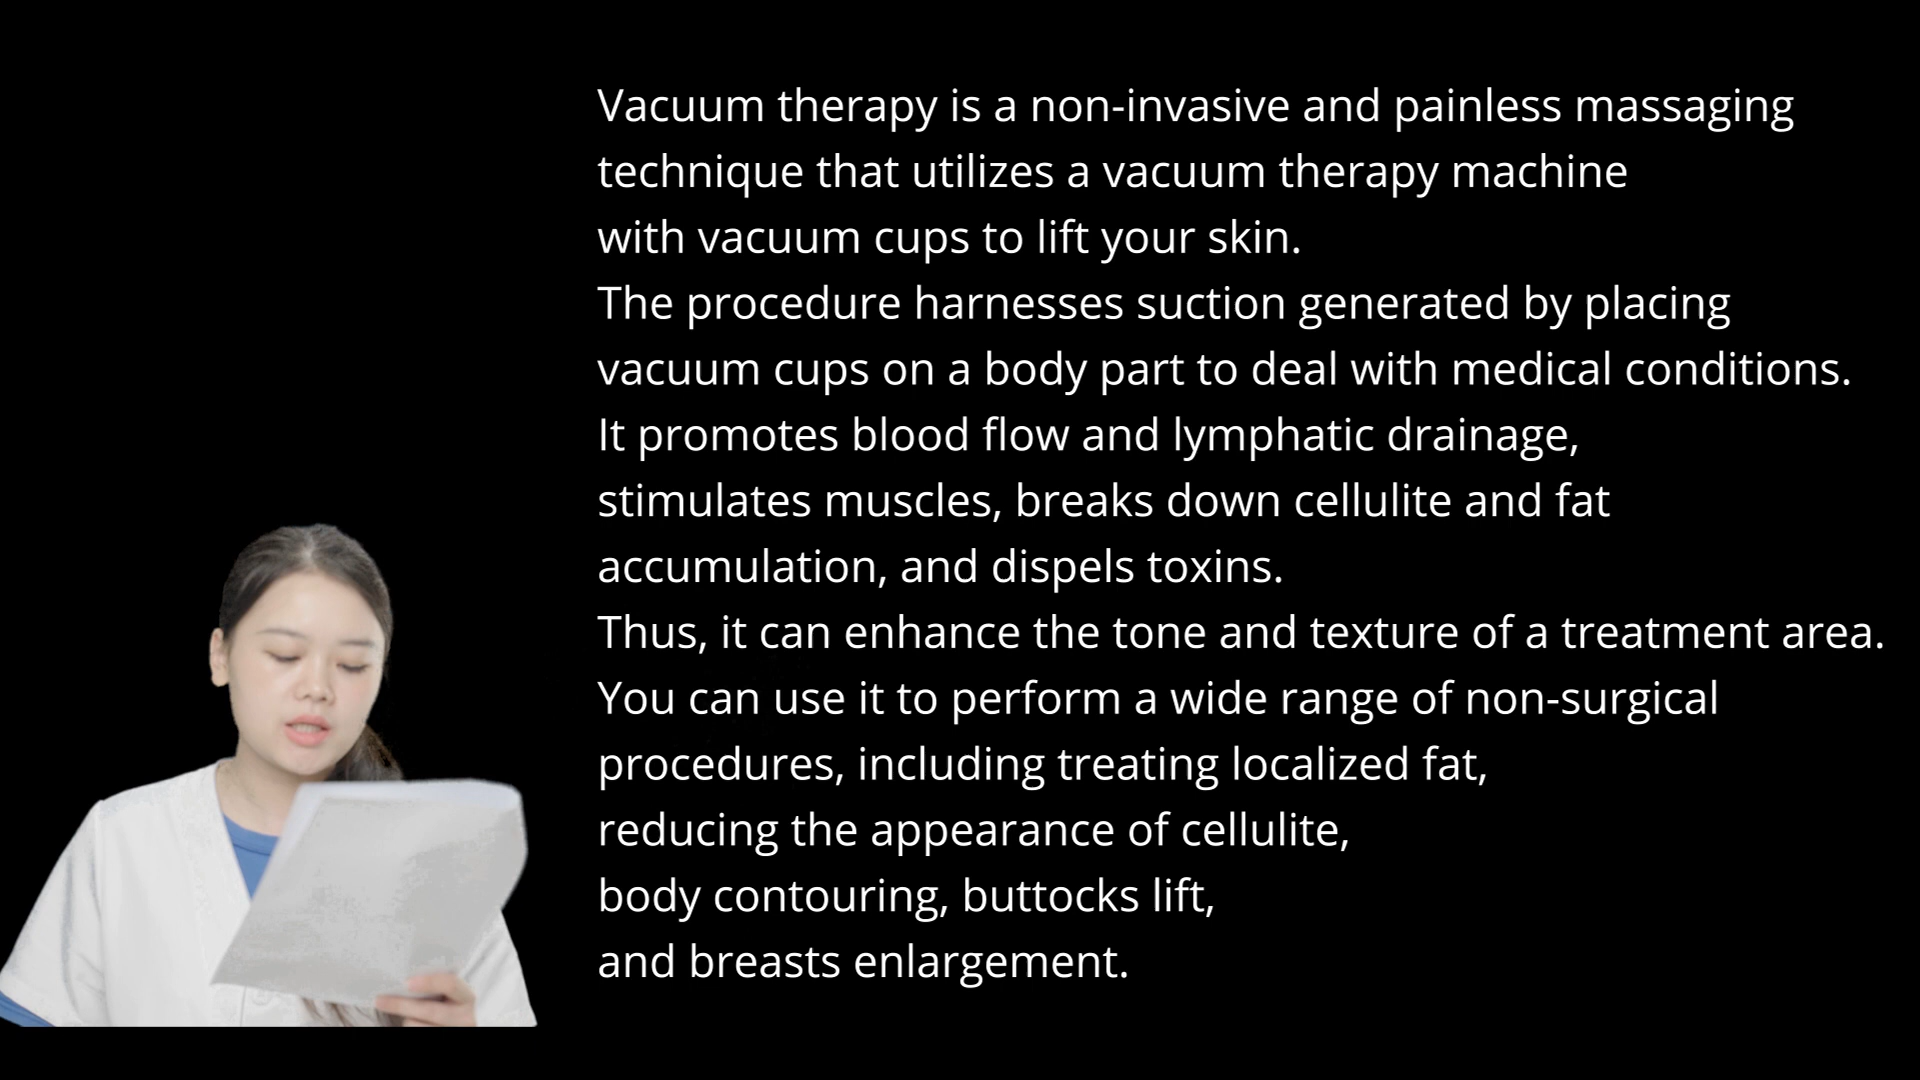 Vacuum therapy is a non-invasive and painless massaging
technique that utilizes a vacuum therapy machine
with vacuum cups to lift your skin.
The procedure harnesses suction generated by placing
vacuum cups on a body part to deal with medical conditions.
It promotes blood flow and lymphatic drainage,
stimulates muscles, breaks down cellulite and fat
accumulation, and dispels toxins.
Thus, it can enhance the tone and texture of a treatment area.
You can use it to perform a wide range of non-surgical
procedures, including treating localized fat,
reducing the appearance of cellulite,
body contouring, buttocks lift,
and breasts enlargement.